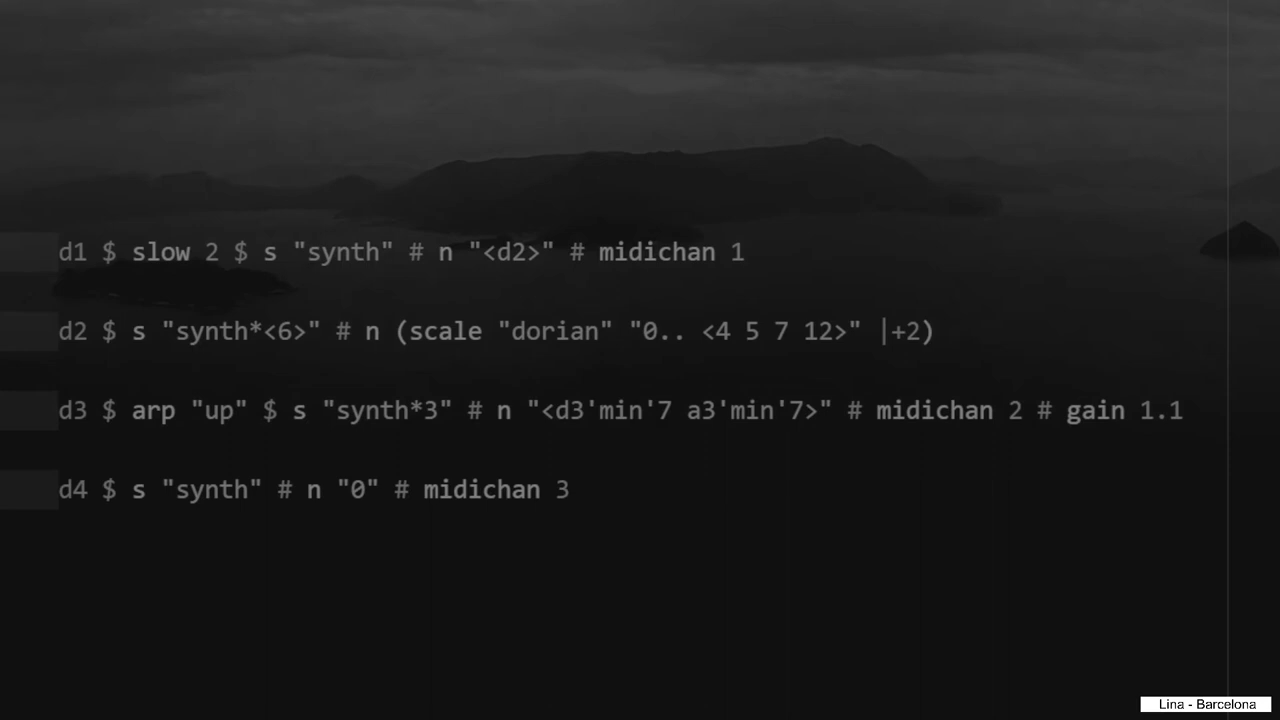 d1 $ slow 2 $ s "synth" # n "<d2>" # midichan 1
d2 $ s "synth*<6>" # n (scale "dorian" "0.. <4 5 7 12>" |+2)
d3 $ arp "up" $ s "synth*3" # n "<d3'min'7 a3'min'7>" # midichan 2 # gain 1.1
d4 $ s "synth" # n "0" # midichan 3
Lina - Barcelona